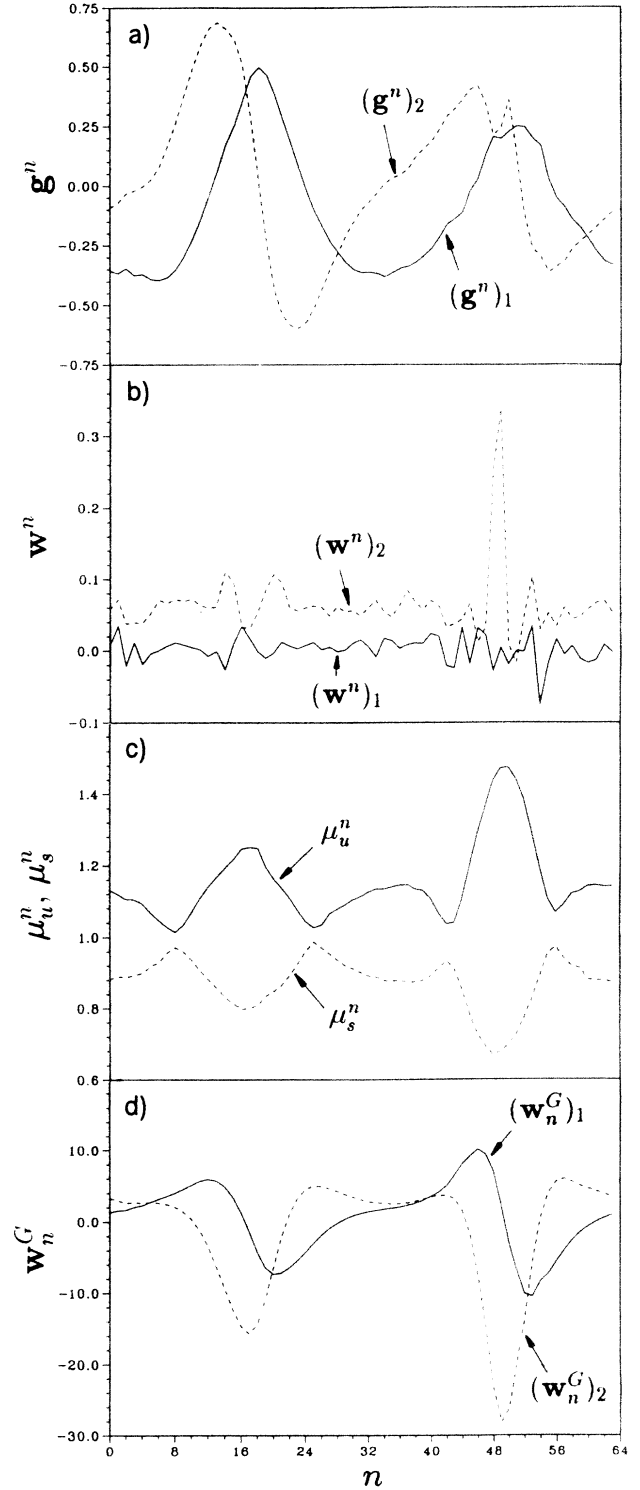 a)
0.75
0.50
0.25
0.00
−0.25
−0.50
−0.75
g^n
(g^n)_2
(g^n)_1
b)
0.3
0.2
0.1
0.0
−0.1
w^n
(w^n)_2
(w^n)_1
c)
1.4
1.2
1.0
0.8
0.6
μ_u^n, μ_s^n
μ_u^n
μ_s^n
d)
10.0
0.0
−10.0
−20.0
−30.0
w_n^G
(w_n^G)_1
(w_n^G)_2
0 8 16 24 32 40 48 56 64
n